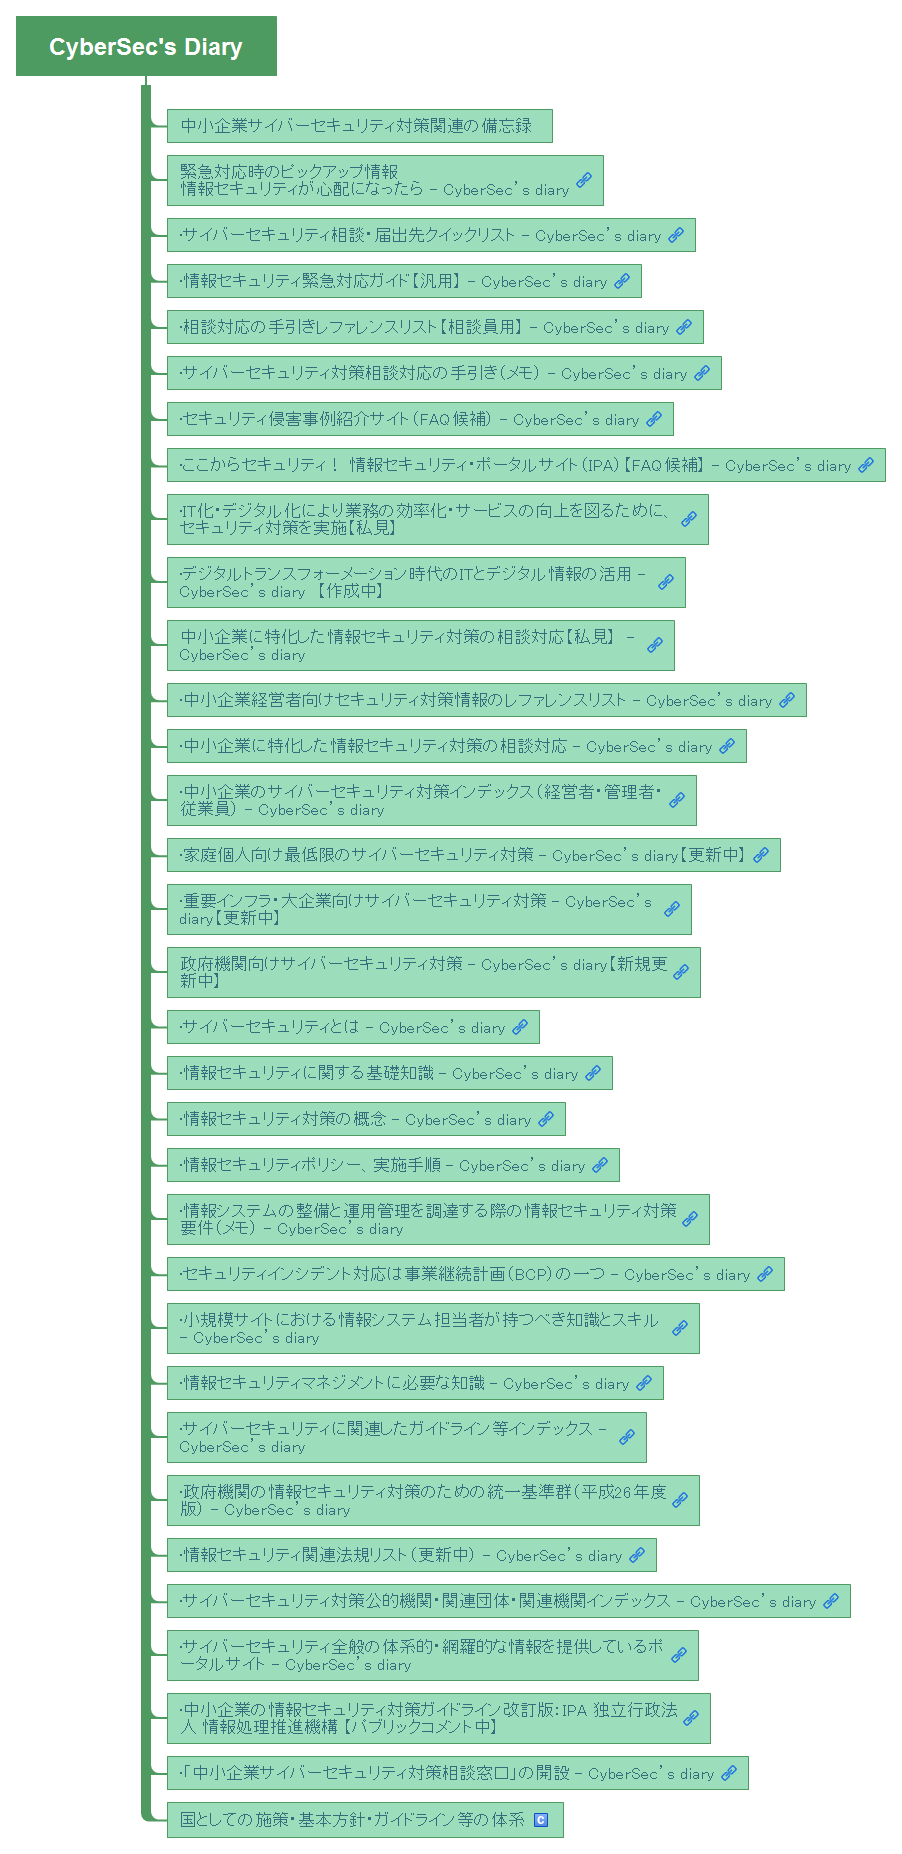 CyberSec's Diary
中小企業サイバーセキュリティ対策関連の備忘録
緊急対応時のピックアップ情報
情報セキュリティが心配になったら - CyberSec’s diary
・サイバーセキュリティ相談・届出先クイックリスト - CyberSec’s diary
・情報セキュリティ緊急対応ガイド【汎用】 - CyberSec’s diary
・相談対応の手引きレファレンスリスト【相談員用】 - CyberSec’s diary
・サイバーセキュリティ対策相談対応の手引き（メモ） - CyberSec’s diary
・セキュリティ侵害事例紹介サイト（FAQ候補） - CyberSec’s diary
・ここからセキュリティ！ 情報セキュリティ・ポータルサイト（IPA）【FAQ候補】 - CyberSec’s diary
・IT化・デジタル化により業務の効率化・サービスの向上を図るために、
セキュリティ対策を実施【私見】
・デジタルトランスフォーメーション時代のITとデジタル情報の活用 -
CyberSec’s diary 【作成中】
中小企業に特化した情報セキュリティ対策の相談対応【私見】 -
CyberSec’s diary
・中小企業経営者向けセキュリティ対策情報のレファレンスリスト - CyberSec’s diary
・中小企業に特化した情報セキュリティ対策の相談対応 - CyberSec’s diary
・中小企業のサイバーセキュリティ対策インデックス（経営者・管理者・
従業員） - CyberSec’s diary
・家庭個人向け最低限のサイバーセキュリティ対策 - CyberSec’s diary【更新中】
・重要インフラ・大企業向けサイバーセキュリティ対策 - CyberSec’s
diary【更新中】
政府機関向けサイバーセキュリティ対策 - CyberSec’s diary【新規更
新中】
・サイバーセキュリティとは - CyberSec’s diary
・情報セキュリティに関する基礎知識 - CyberSec’s diary
・情報セキュリティ対策の概念 - CyberSec’s diary
・情報セキュリティポリシー、実施手順 - CyberSec’s diary
・情報システムの整備と運用管理を調達する際の情報セキュリティ対策
要件（メモ） - CyberSec’s diary
・セキュリティインシデント対応は事業継続計画（BCP）の一つ - CyberSec’s diary
・小規模サイトにおける情報システム担当者が持つべき知識とスキル
- CyberSec’s diary
・情報セキュリティマネジメントに必要な知識 - CyberSec’s diary
・サイバーセキュリティに関連したガイドライン等インデックス -
CyberSec’s diary
・政府機関の情報セキュリティ対策のための統一基準群（平成26年度
版） - CyberSec’s diary
・情報セキュリティ関連法規リスト（更新中） - CyberSec’s diary
・サイバーセキュリティ対策公的機関・関連団体・関連機関インデックス - CyberSec’s diary
・サイバーセキュリティ全般の体系的・網羅的な情報を提供しているポ
ータルサイト - CyberSec’s diary
・中小企業の情報セキュリティ対策ガイドライン改訂版：IPA 独立行政法
人 情報処理推進機構【パブリックコメント中】
・「中小企業サイバーセキュリティ対策相談窓口」の開設 - CyberSec’s diary
国としての施策・基本方針・ガイドライン等の体系 C